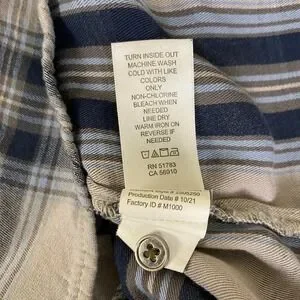 TURN INSIDE OUT
MACHINE WASH
COLD WITH LIKE
COLORS
ONLY
NON-CHLORINE
BLEACH WHEN
NEEDED
LINE DRY
WARM IRON ON
REVERSE IF
NEEDED
RN 51783
CA 56910
Production Date # 10/21
Factory ID # M1000